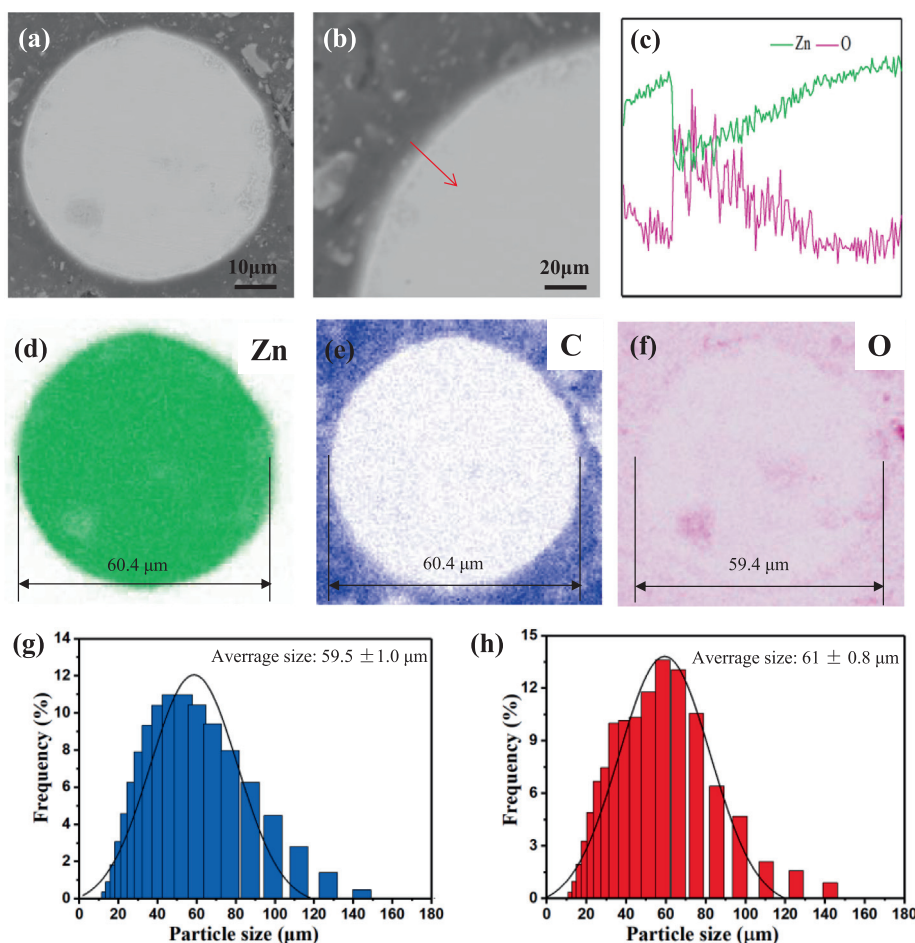 (a)
10μm
(b)
20μm
(c)
Zn O
(d)
Zn
60.4 μm
(e)
C
60.4 μm
(f)
O
59.4 μm
(g)
Averrage size: 59.5 ±1.0 μm
14
12
10
8
6
4
2
0
Frequency (%)
0 20 40 60 80 100 120 140 160 180
Particle size (μm)
(h)
Average size: 61 ± 0.8 μm
15
12
9
6
3
0
Frequency (%)
0 20 40 60 80 100 120 140 160 180
Particle size (μm)